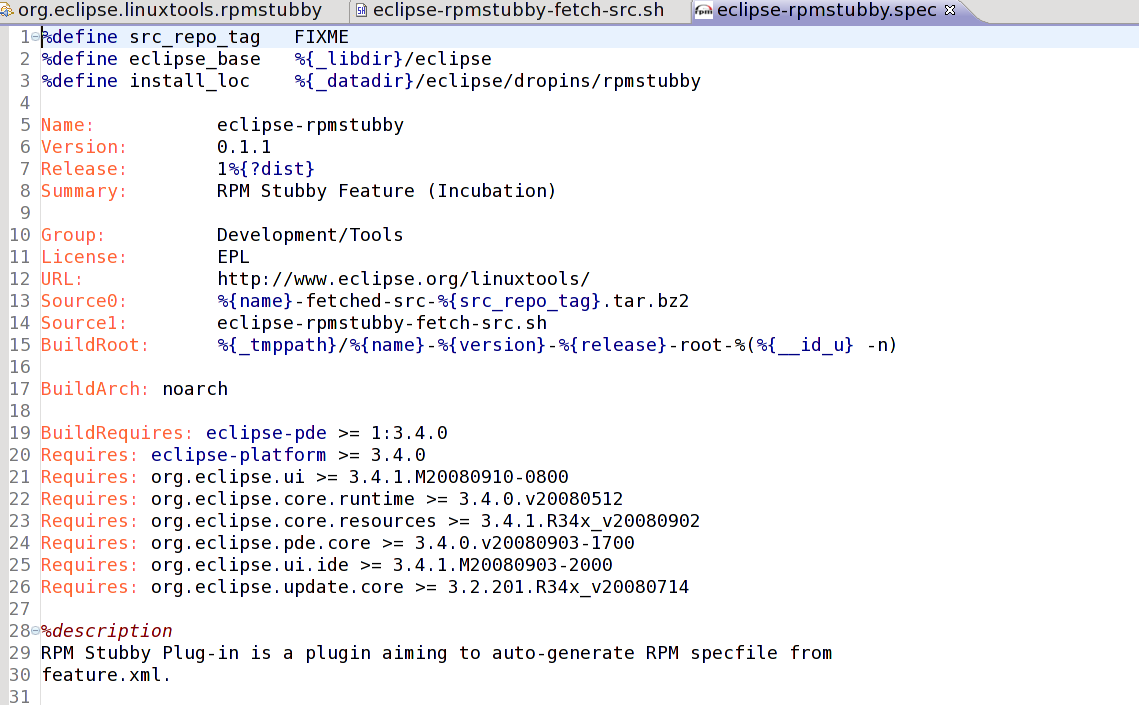 org.eclipse.linuxtools.rpmstubby eclipse-rpmstubby-fetch-src.sh eclipse-rpmstubby.spec
1 %define src_repo_tag   FIXME
2 %define eclipse_base   %{_libdir}/eclipse
3 %define install_loc    %{_datadir}/eclipse/dropins/rpmstubby
4
5 Name:           eclipse-rpmstubby
6 Version:        0.1.1
7 Release:        1%{?dist}
8 Summary:        RPM Stubby Feature (Incubation)
9
10 Group:          Development/Tools
11 License:        EPL
12 URL:            http://www.eclipse.org/linuxtools/
13 Source0:        %{name}-fetched-src-%{src_repo_tag}.tar.bz2
14 Source1:        eclipse-rpmstubby-fetch-src.sh
15 BuildRoot:      %{_tmppath}/%{name}-%{version}-%{release}-root-%(%{__id_u} -n)
16
17 BuildArch: noarch
18
19 BuildRequires: eclipse-pde >= 1:3.4.0
20 Requires: eclipse-platform >= 3.4.0
21 Requires: org.eclipse.ui >= 3.4.1.M20080910-0800
22 Requires: org.eclipse.core.runtime >= 3.4.0.v20080512
23 Requires: org.eclipse.core.resources >= 3.4.1.R34x_v20080902
24 Requires: org.eclipse.pde.core >= 3.4.0.v20080903-1700
25 Requires: org.eclipse.ui.ide >= 3.4.1.M20080903-2000
26 Requires: org.eclipse.update.core >= 3.2.201.R34x_v20080714
27
28 %description
29 RPM Stubby Plug-in is a plugin aiming to auto-generate RPM specfile from
30 feature.xml.
31